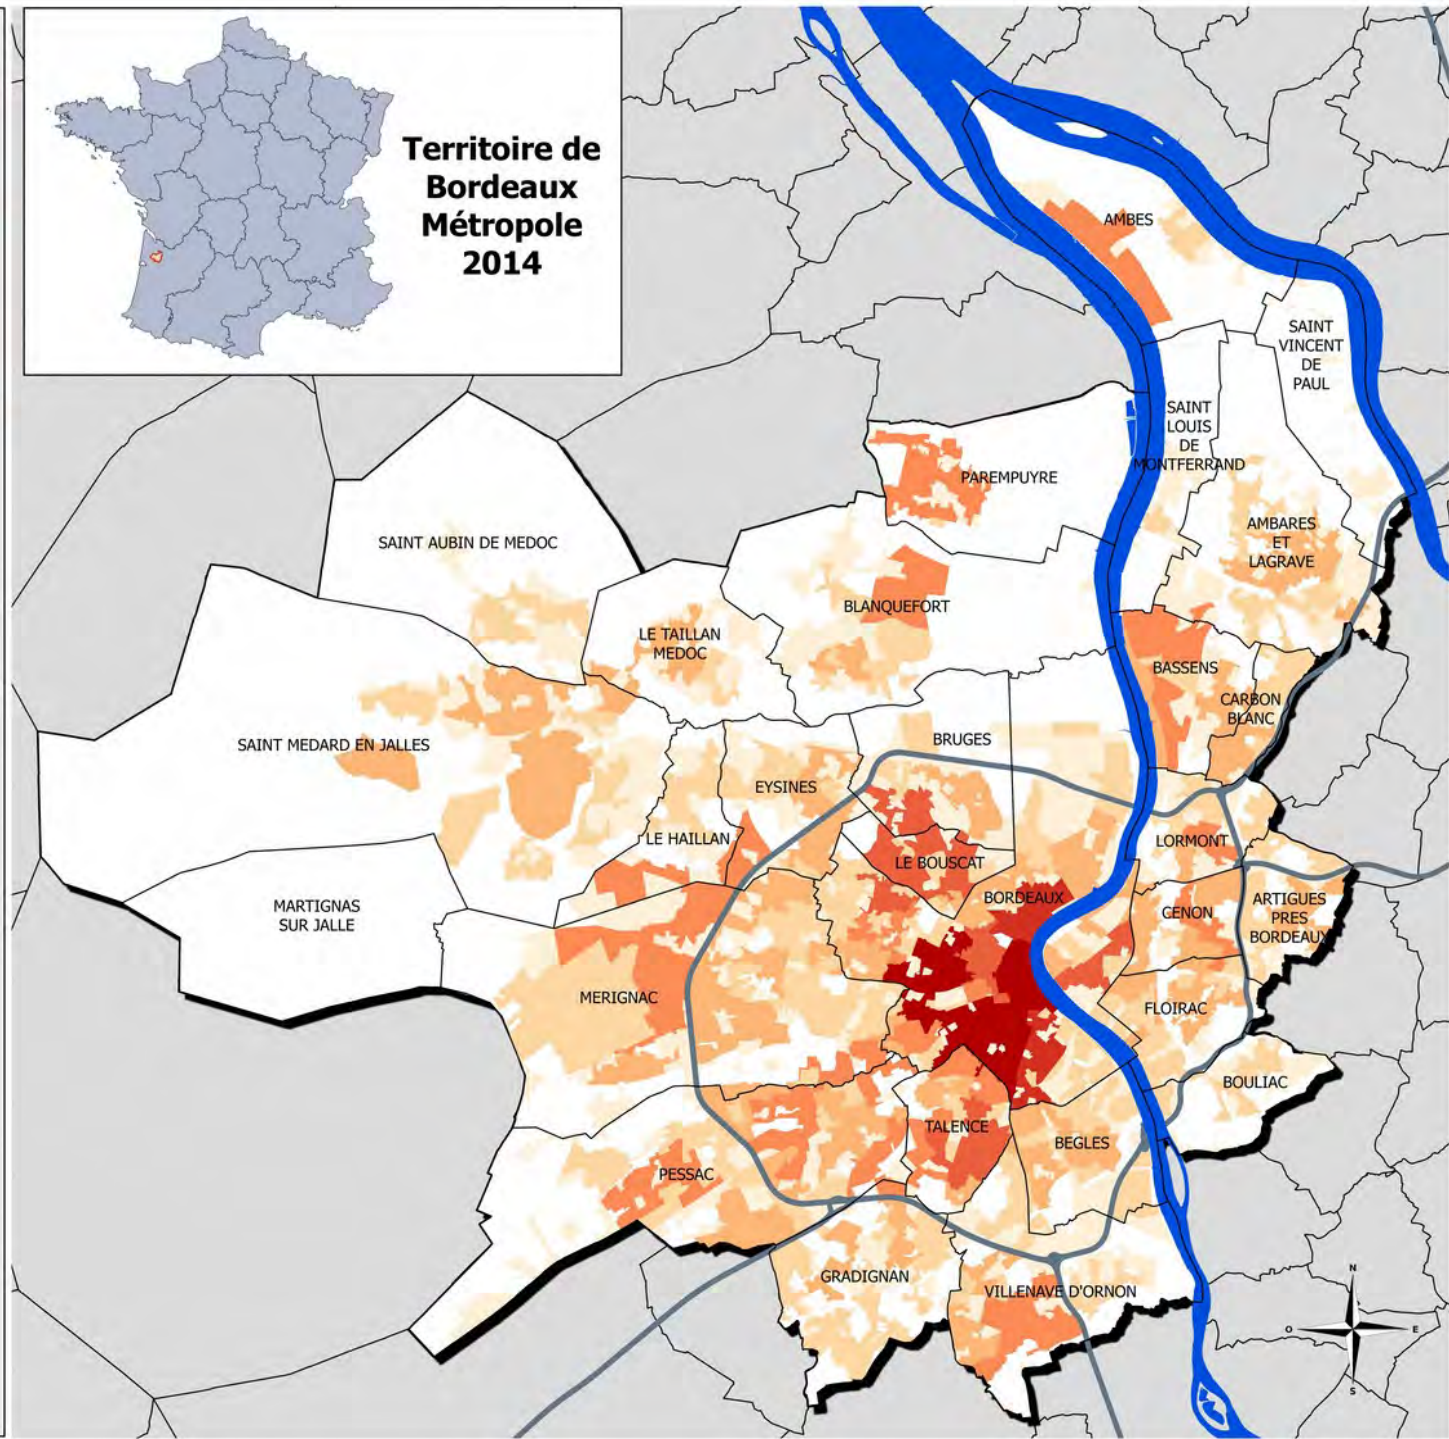 Territoire de
Bordeaux
Métropole
2014
AMBES
SAINT
VINCENT
DE
PAUL
SAINT
LOUIS
DE
MONTFERRAND
PAREMPUYRE
AMBARES
ET
LAGRAVE
SAINT AUBIN DE MEDOC
BLANQUEFORT
LE TAILLAN
MEDOC
BASSENS
CARBON
BLANC
SAINT MEDARD EN JALLES
BRUGES
EYSINES
LE HAILLAN
LORMONT
LE BOUSCAT
BORDEAUX
MARTIGNAS
SUR JALLE
CENON
ARTIGUES
PRES
BORDEAUX
MERIGNAC
FLOIRAC
BOULIAC
TALENCE
BEGLES
PESSAC
GRADIGNAN
VILLENAVE D'ORNON
N
O
E
S